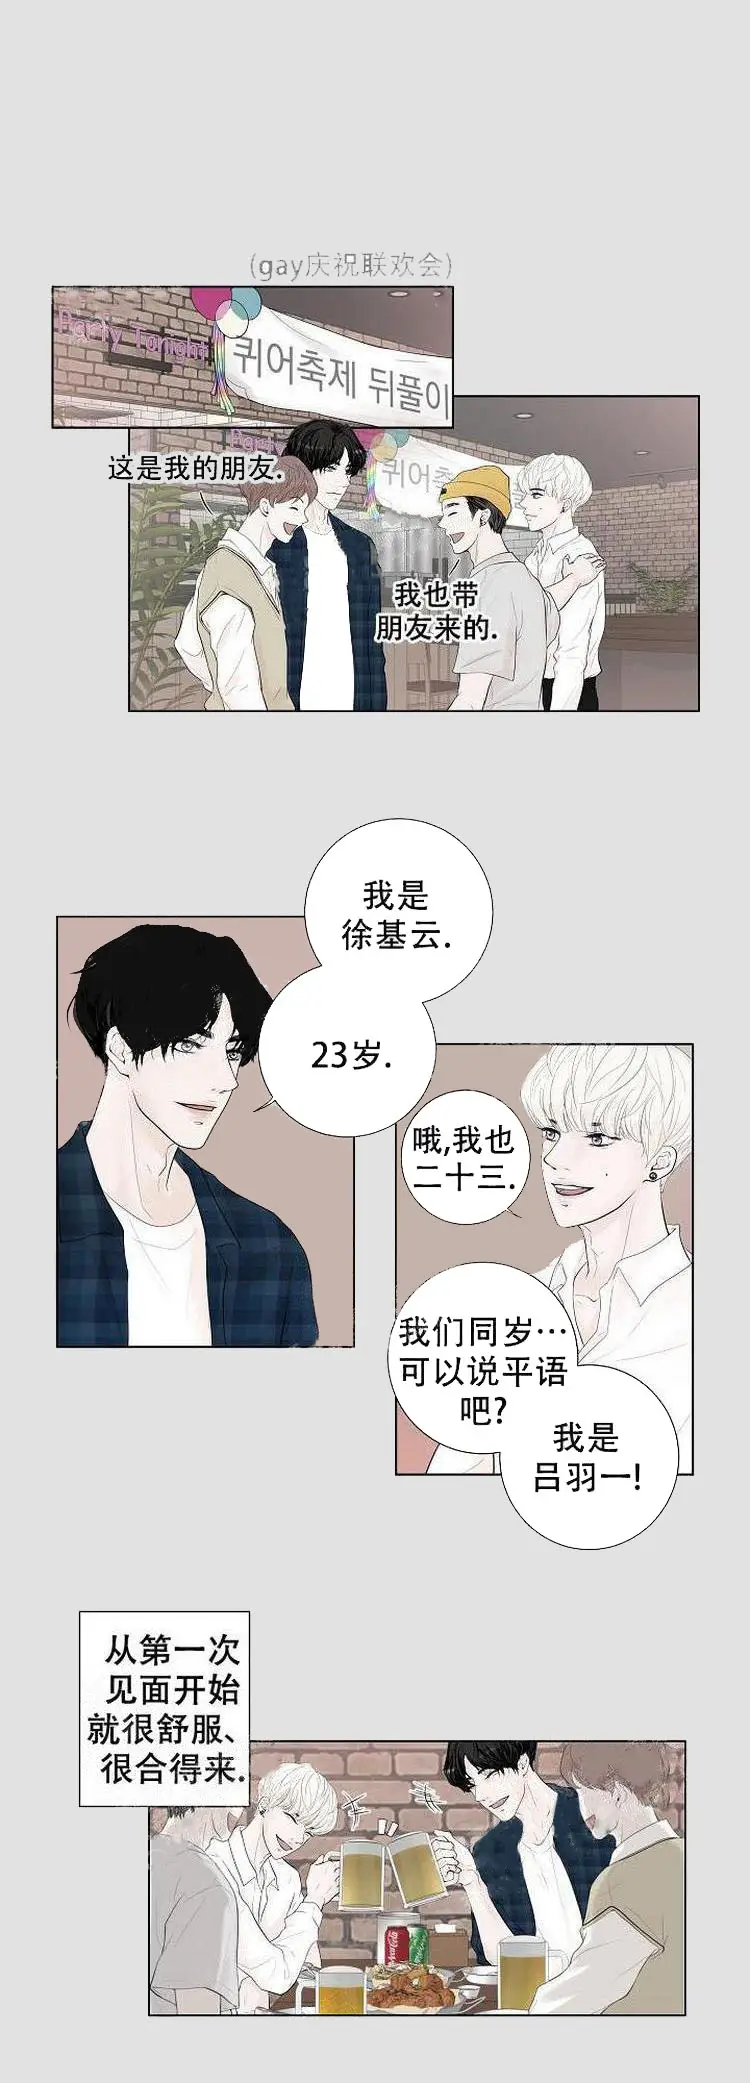 (gay庆祝联欢会)
Party Tonight
퀴어축제 뒤풀이
Party
퀴어축제 뒤
这是我的朋友.
我也带
朋友来的.
我是
徐基云.
23岁.
哦,我也
二十三.
我们同岁…
可以说平语
吧?
我是
吕羽一!
从第一次
见面开始
就很舒服、
很合得来.